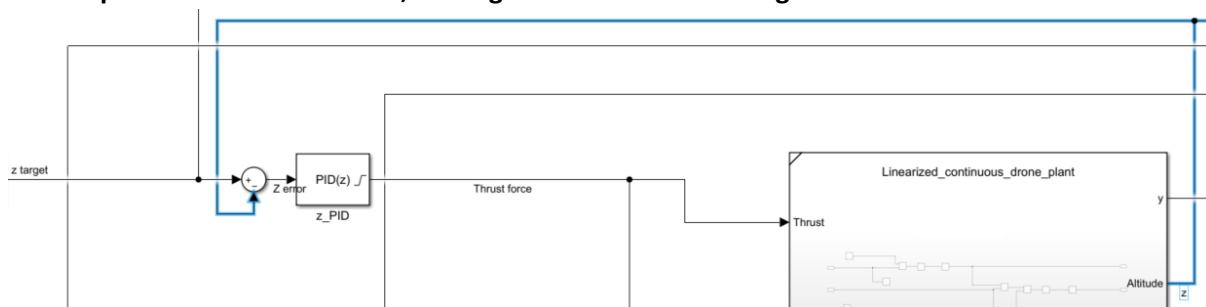 z target
+
−
Z error
PID(z)
z_PID
Thrust force
Linearized_continuous_drone_plant
Thrust
y
Altitude
z